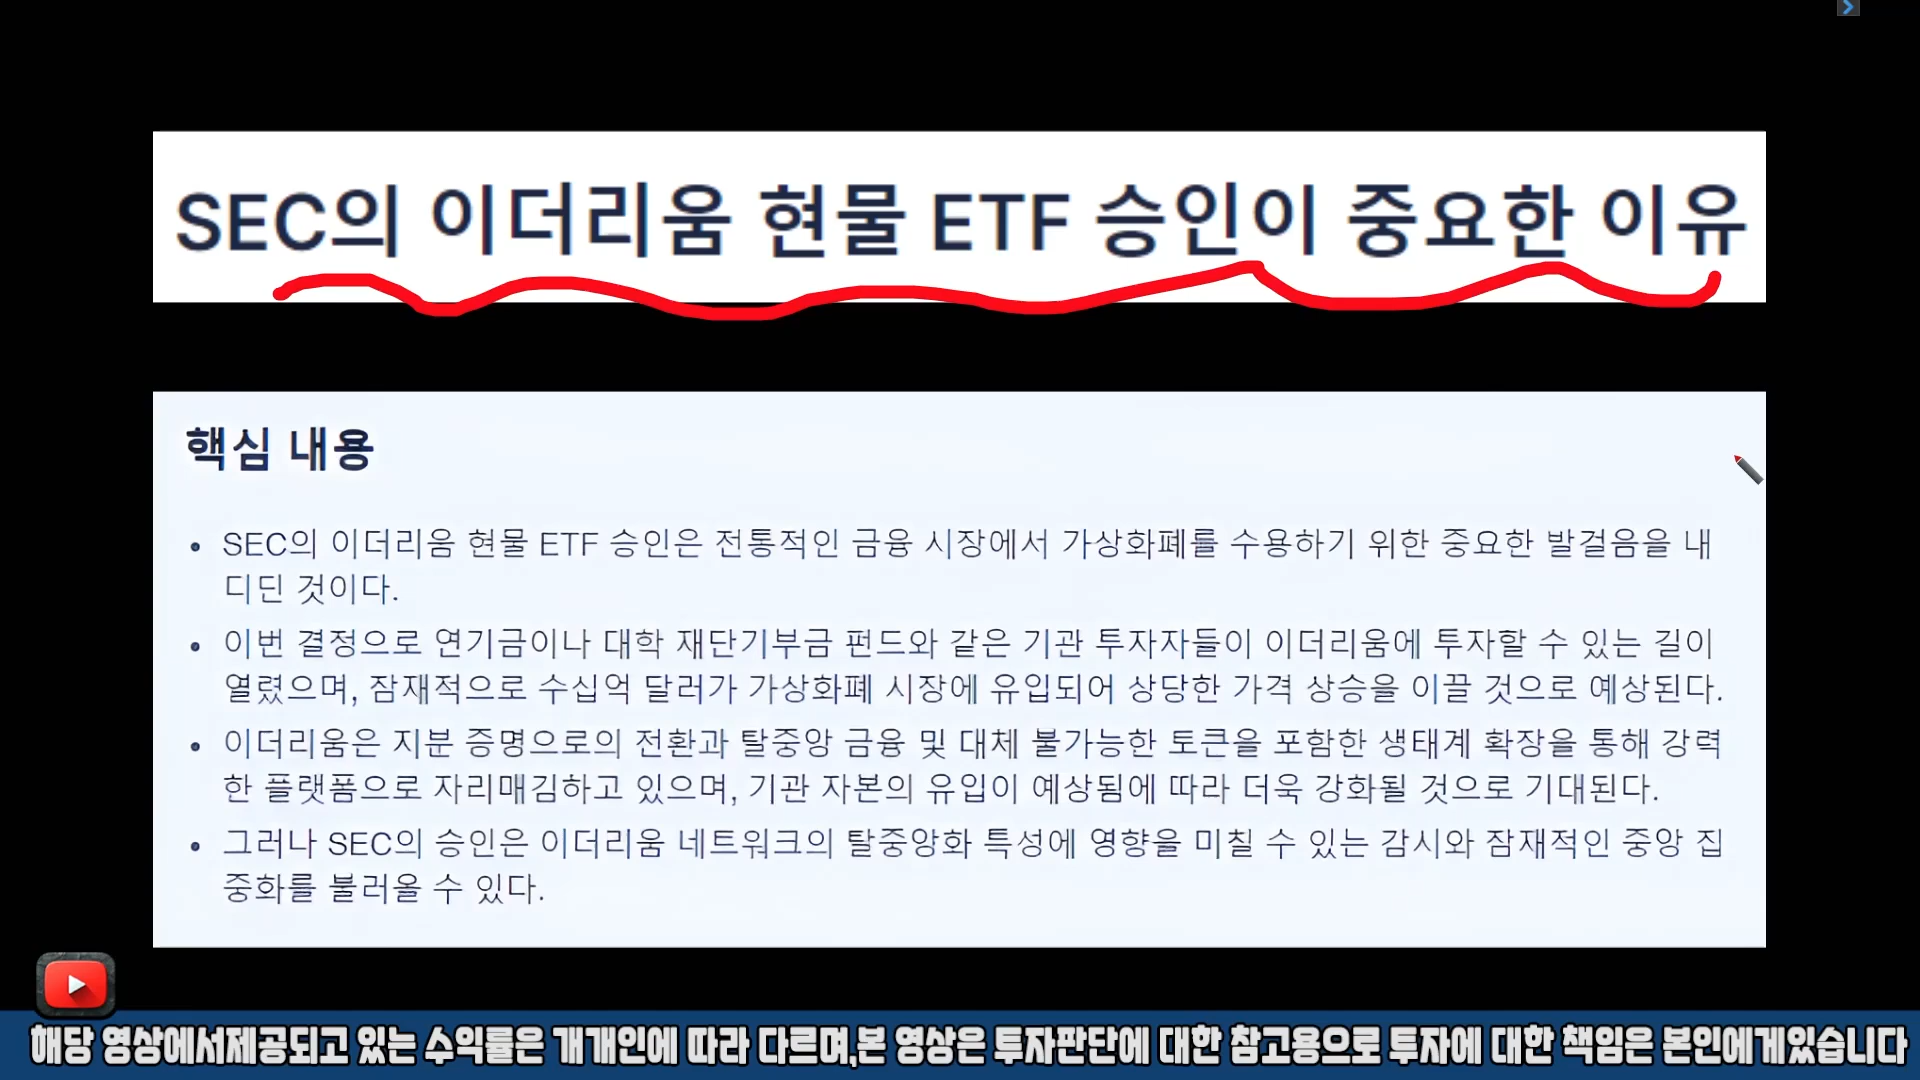 SEC의 이더리움 현물 ETF 승인이 중요한 이유
핵심 내용
• SEC의 이더리움 현물 ETF 승인은 전통적인 금융 시장에서 가상화폐를 수용하기 위한 중요한 발걸음을 내
디딘 것이다.
• 이번 결정으로 연기금이나 대학 재단기부금 펀드와 같은 기관 투자자들이 이더리움에 투자할 수 있는 길이
열렸으며, 잠재적으로 수십억 달러가 가상화폐 시장에 유입되어 상당한 가격 상승을 이끌 것으로 예상된다.
• 이더리움은 지분 증명으로의 전환과 탈중앙 금융 및 대체 불가능한 토큰을 포함한 생태계 확장을 통해 강력
한 플랫폼으로 자리매김하고 있으며, 기관 자본의 유입이 예상됨에 따라 더욱 강화될 것으로 기대된다.
• 그러나 SEC의 승인은 이더리움 네트워크의 탈중앙화 특성에 영향을 미칠 수 있는 감시와 잠재적인 중앙 집
중화를 불러올 수 있다.
해당 영상에서제공되고 있는 수익률은 개개인에 따라 다르며,본 영상은 투자판단에 대한 참고용으로 투자에 대한 책임은 본인에게있습니다